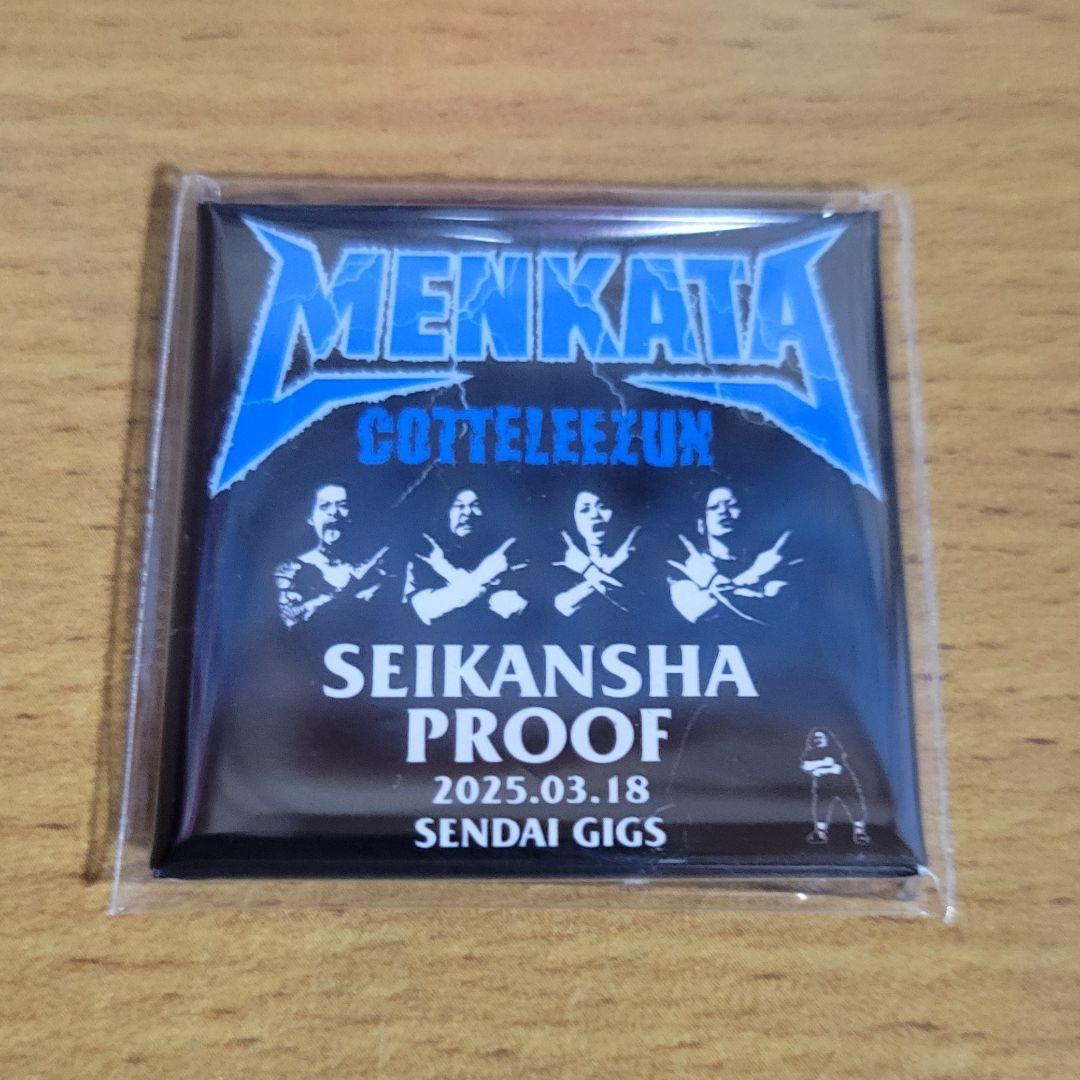 MENKATA
COTTELEEZUN
SEIKANSHA
PROOF
2025.03.18
SENDAI GIGS